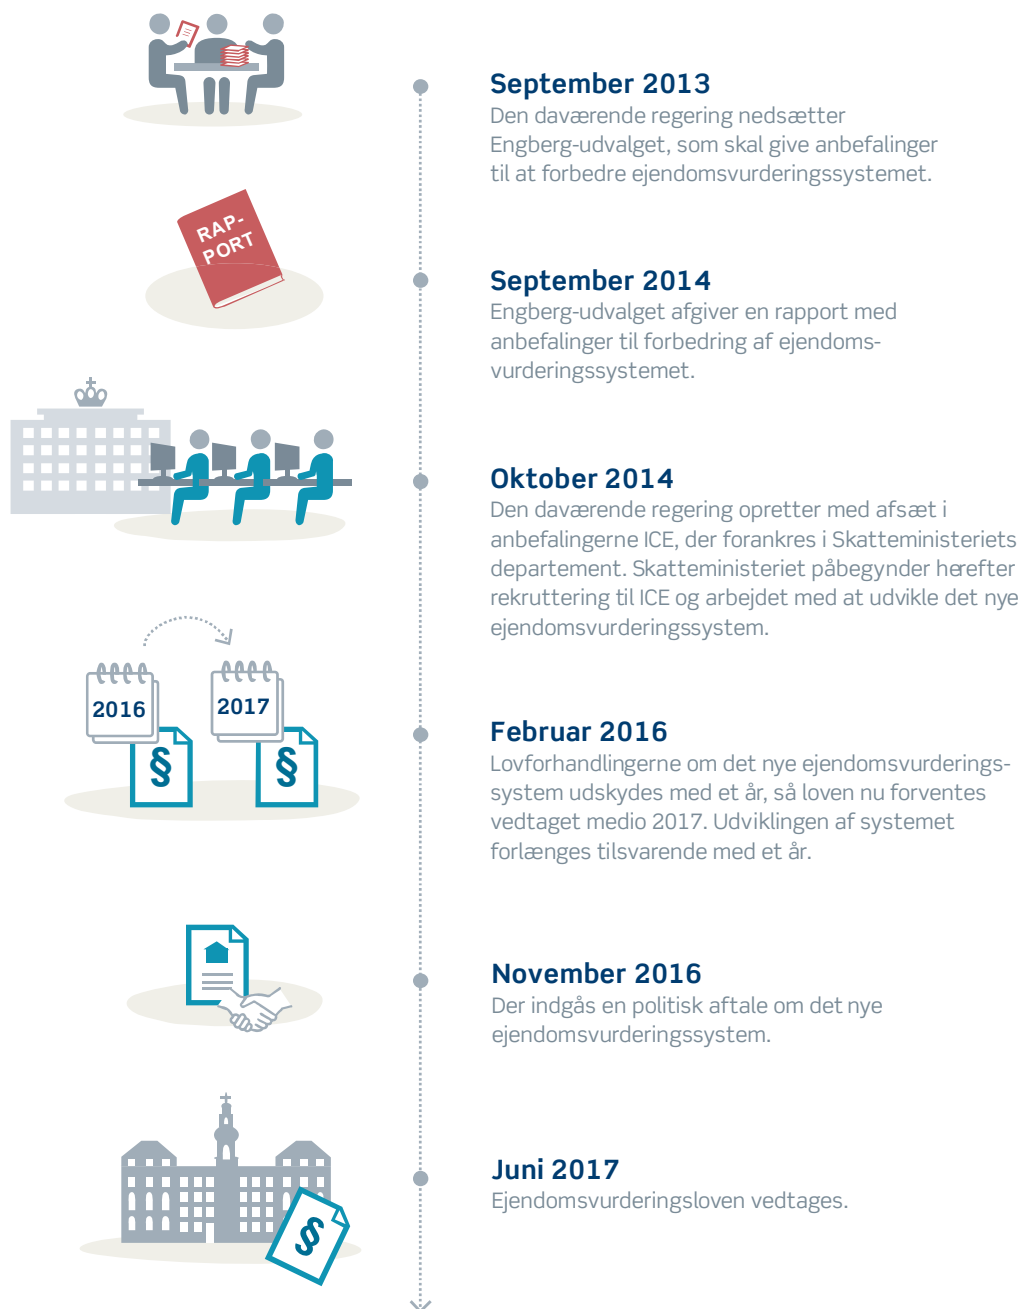 September 2013
Den daværende regering nedsætter
Engberg-udvalget, som skal give anbefalinger
til at forbedre ejendomsvurderingssystemet.
RAP-
PORT
September 2014
Engberg-udvalget afgiver en rapport med
anbefalinger til forbedring af ejendoms-
vurderingssystemet.
Oktober 2014
Den daværende regering opretter med afsæt i
anbefalingerne ICE, der forankres i Skatteministeriets
departement. Skatteministeriet påbegynder herefter
rekruttering til ICE og arbejdet med at udvikle det nye
ejendomsvurderingssystem.
2016
2017
§
§
Februar 2016
Lovforhandlingerne om det nye ejendomsvurderings-
system udskydes med et år, så loven nu forventes
vedtaget medio 2017. Udviklingen af systemet
forlænges tilsvarende med et år.
November 2016
Der indgås en politisk aftale om det nye
ejendomsvurderingssystem.
§
Juni 2017
Ejendomsvurderingsloven vedtages.